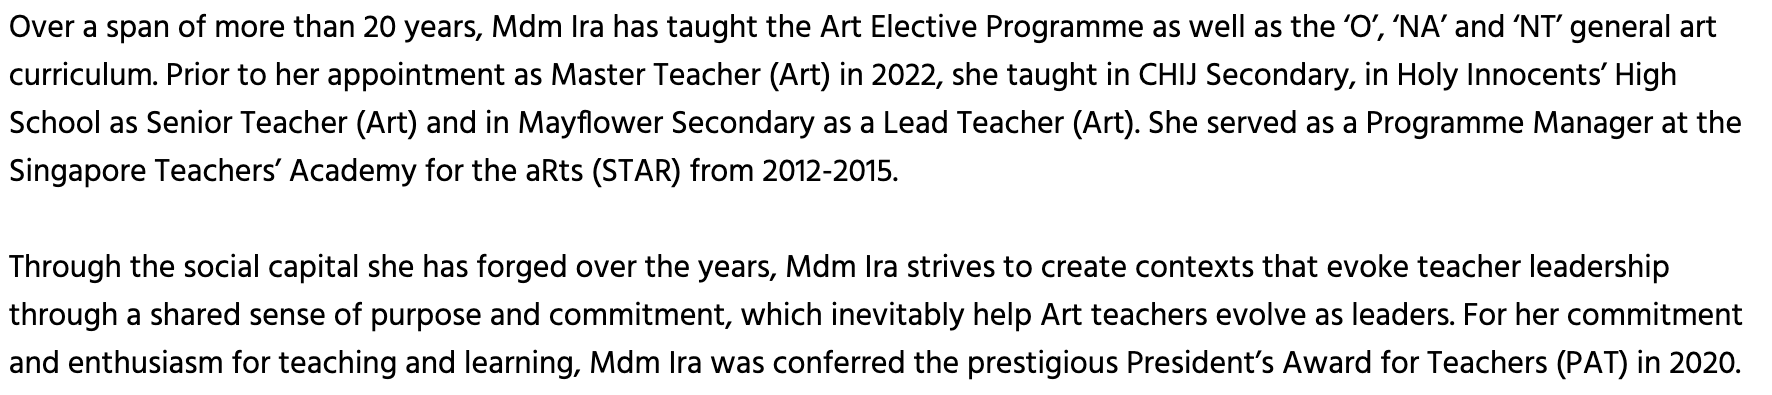 Over a span of more than 20 years, Mdm Ira has taught the Art Elective Programme as well as the ‘O’, ‘NA’ and ‘NT’ general art
curriculum. Prior to her appointment as Master Teacher (Art) in 2022, she taught in CHIJ Secondary, in Holy Innocents’ High
School as Senior Teacher (Art) and in Mayflower Secondary as a Lead Teacher (Art). She served as a Programme Manager at the
Singapore Teachers’ Academy for the aRts (STAR) from 2012-2015.
Through the social capital she has forged over the years, Mdm Ira strives to create contexts that evoke teacher leadership
through a shared sense of purpose and commitment, which inevitably help Art teachers evolve as leaders. For her commitment
and enthusiasm for teaching and learning, Mdm Ira was conferred the prestigious President’s Award for Teachers (PAT) in 2020.